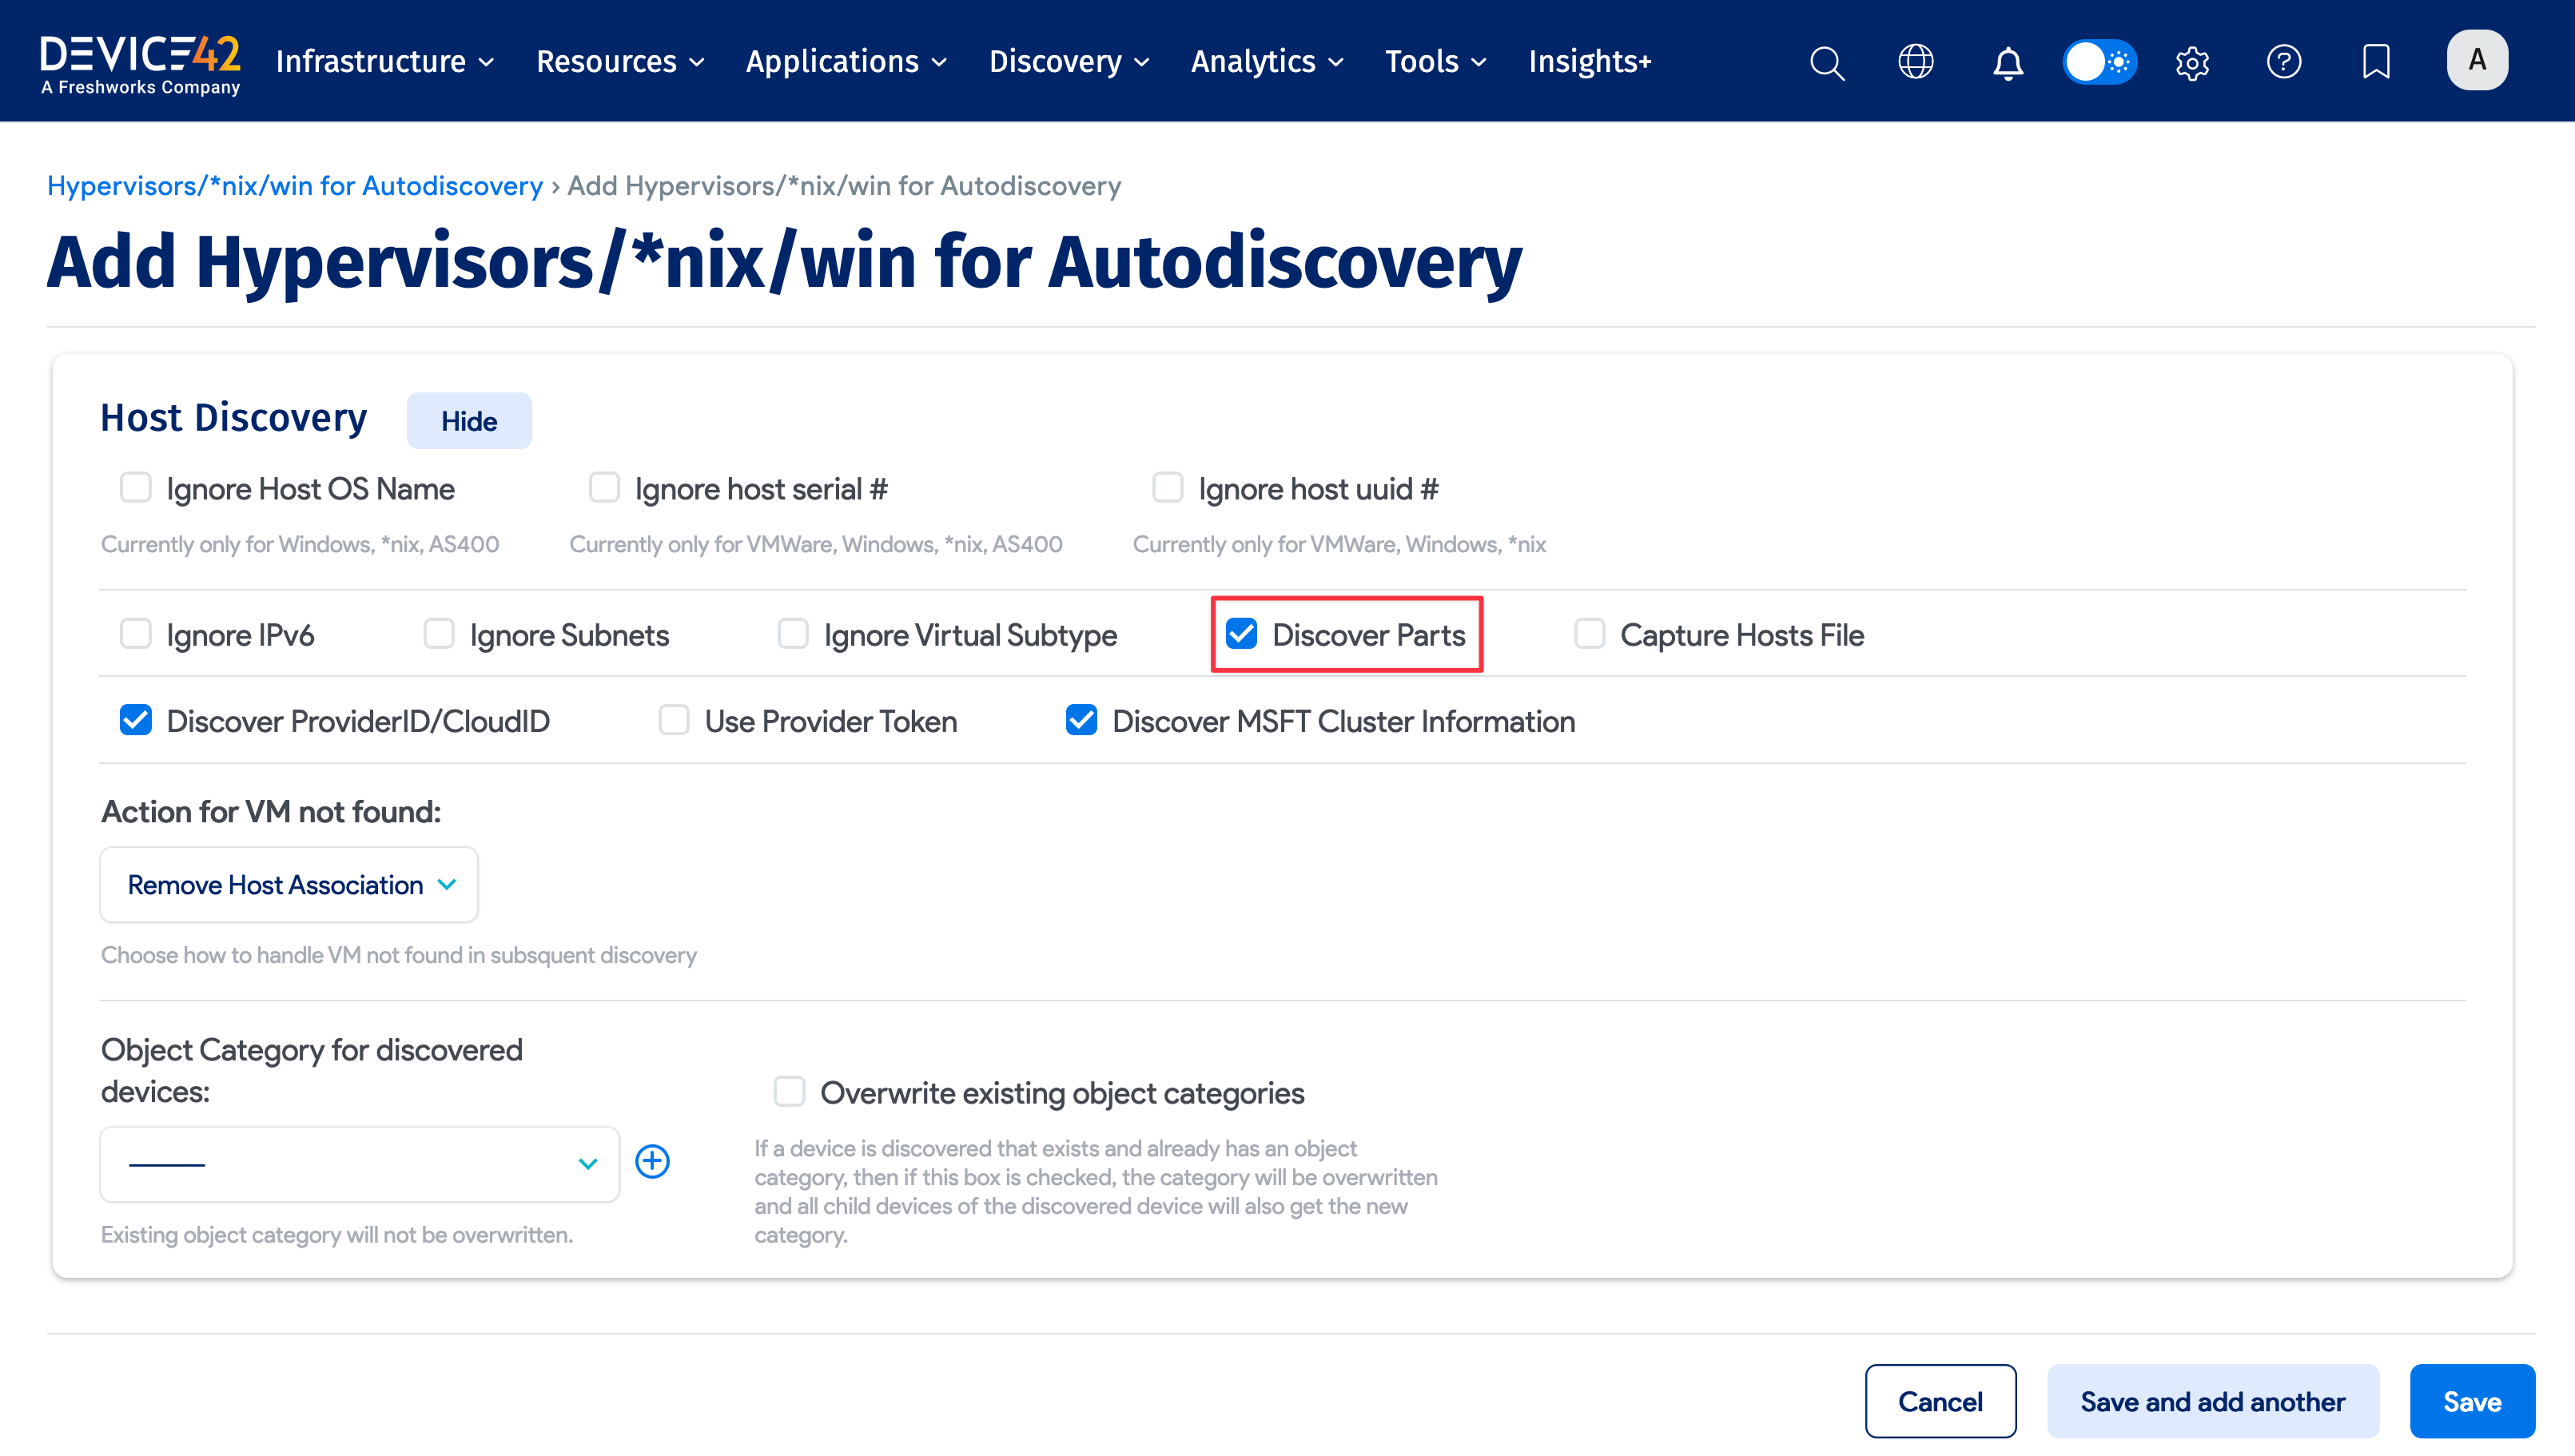 DEVICE42
A Freshworks Company
Infrastructure
Resources
Applications
Discovery
Analytics
Tools
Insights+
A
Hypervisors/*nix/win for Autodiscovery › Add Hypervisors/*nix/win for Autodiscovery
Add Hypervisors/*nix/win for Autodiscovery
Host Discovery
Hide
Ignore Host OS Name
Ignore host serial #
Ignore host uuid #
Currently only for Windows, *nix, AS400
Currently only for VMWare, Windows, *nix, AS400
Currently only for VMWare, Windows, *nix
Ignore IPv6
Ignore Subnets
Ignore Virtual Subtype
Discover Parts
Capture Hosts File
Discover ProviderID/CloudID
Use Provider Token
Discover MSFT Cluster Information
Action for VM not found:
Remove Host Association
Choose how to handle VM not found in subsquent discovery
Object Category for discovered
devices:
Existing object category will not be overwritten.
Overwrite existing object categories
If a device is discovered that exists and already has an object
category, then if this box is checked, the category will be overwritten
and all child devices of the discovered device will also get the new
category.
Cancel
Save and add another
Save